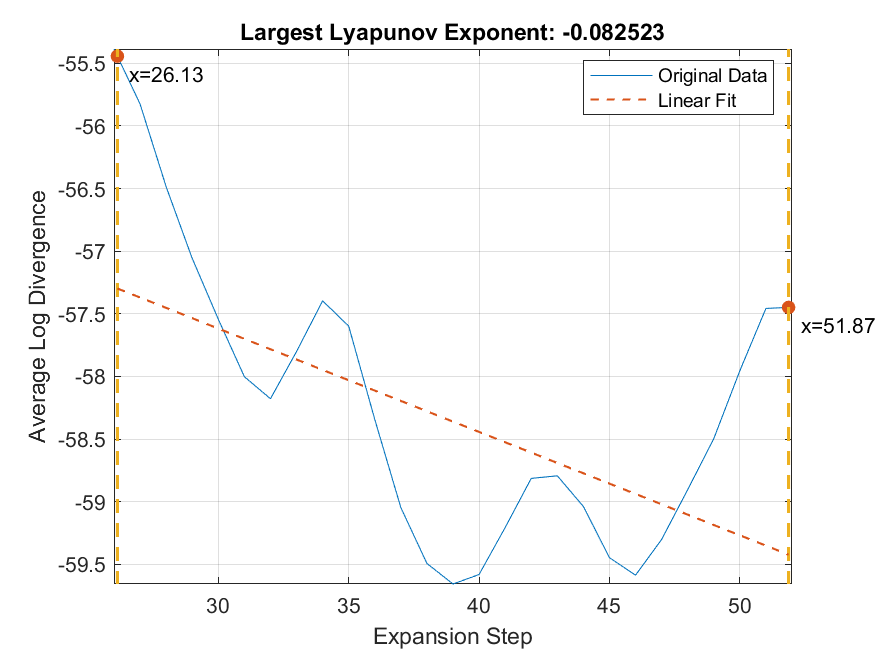 Largest Lyapunov Exponent: -0.082523
Original Data
Linear Fit
x=26.13
x=51.87
Average Log Divergence
-55.5
-56
-56.5
-57
-57.5
-58
-58.5
-59
-59.5
30
35
40
45
50
Expansion Step